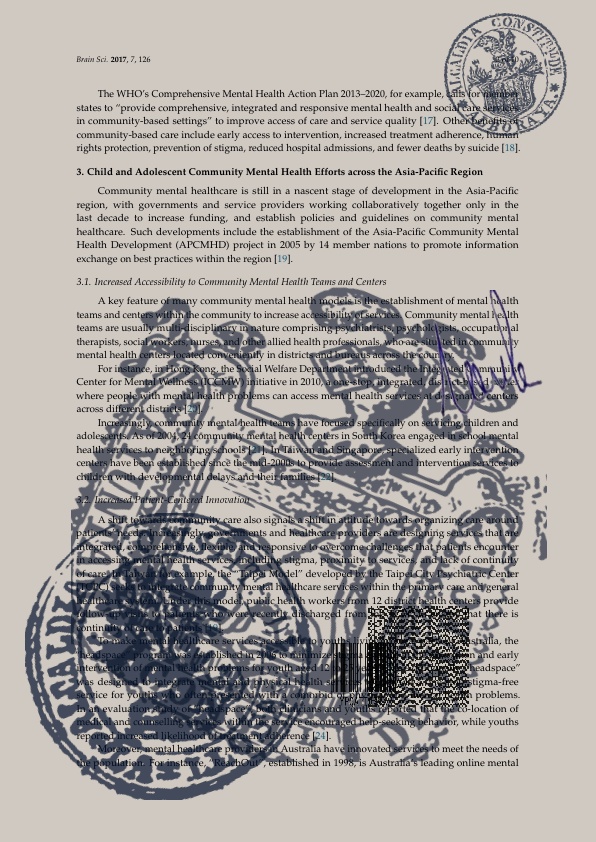 Brain Sci. 2017, 7, 126
ALCALDIA CONSTITUDE
ALBORAYA
The WHO's Comprehensive Mental Health Action Plan 2013–2020, for example, calls for member
states to "provide comprehensive, integrated and responsive mental health and social care services
in community-based settings" to improve access of care and service quality [17]. Other benefits of
community-based care include early access to intervention, increased treatment adherence, human
rights protection, prevention of stigma, reduced hospital admissions, and fewer deaths by suicide [18].
3. Child and Adolescent Community Mental Health Efforts across the Asia-Pacific Region
Community mental healthcare is still in a nascent stage of development in the Asia-Pacific
region, with governments and service providers working collaboratively together only in the
last decade to increase funding, and establish policies and guidelines on community mental
healthcare. Such developments include the establishment of the Asia-Pacific Community Mental
Health Development (APCMHD) project in 2005 by 14 member nations to promote information
exchange on best practices within the region [19].
3.1. Increased Accessibility to Community Mental Health Teams and Centers
A key feature of many community mental health models is the establishment of mental health
teams and centers within the community to increase accessibility of services. Community mental health
teams are usually multi-disciplinary in nature comprising psychiatrists, psychologists, occupational
therapists, social workers, nurses, and other allied health professionals, who are situated in community
mental health centers located conveniently in districts and bureaus across the country.
For instance, in Hong Kong, the Social Welfare Department introduced the Integrated Community
Center for Mental Wellness (ICCMW) initiative in 2010, a one-stop, integrated, district-based
where people with mental health problems can access mental health services at designated centers
across different districts [20].
Increasingly, community mental health teams have focused specifically on servicing children and
adolescents. As of 2004, 24 community mental health centers in South Korea engaged in school mental
health services to neighboring schools [21]. In Taiwan and Singapore, specialized early intervention
centers have been established since the mid-2000s to provide assessment and intervention services to
children with developmental delays and their families [22].
3.2. Increased Patient-Centered Innovation
A shift towards community care also signals a shift in attitude towards organizing care around
patients' needs. Increasingly, governments and healthcare providers are designing services that are
integrated, comprehensive, flexible, and responsive to overcome challenges that patients encounter
in accessing mental health services, including stigma, proximity to services, and lack of continuity
of care. In Taiwan for example, the "Taipei Model" developed by the Taipei City Psychiatric Center
(TCPC) seeks to integrate community mental healthcare services within the primary care and general
healthcare system. Under this model, public health workers from 12 district health centers provide
follow-up visits to patients who were recently discharged from that there is
continuity of care
To make mental healthcare services accessible to youths living Australia, the
"headspace" program was established in 2006 to minimize and early
intervention of mental health problems for youth aged 12 to 25 "headspace"
was designed to integrate mental and physical health services stigma-free
service for youths who often presented with a comorbid of problems.
In an evaluation study of headspace, both clinicians and youths reported that the co-location of
medical and counselling services within the service encouraged help-seeking behavior, while youths
reported increased likelihood of treatment adherence [24].
Moreover, mental healthcare providers in Australia have innovated services to meet the needs of
the population. For instance, "ReachOut", established in 1998, is Australia's leading online mental